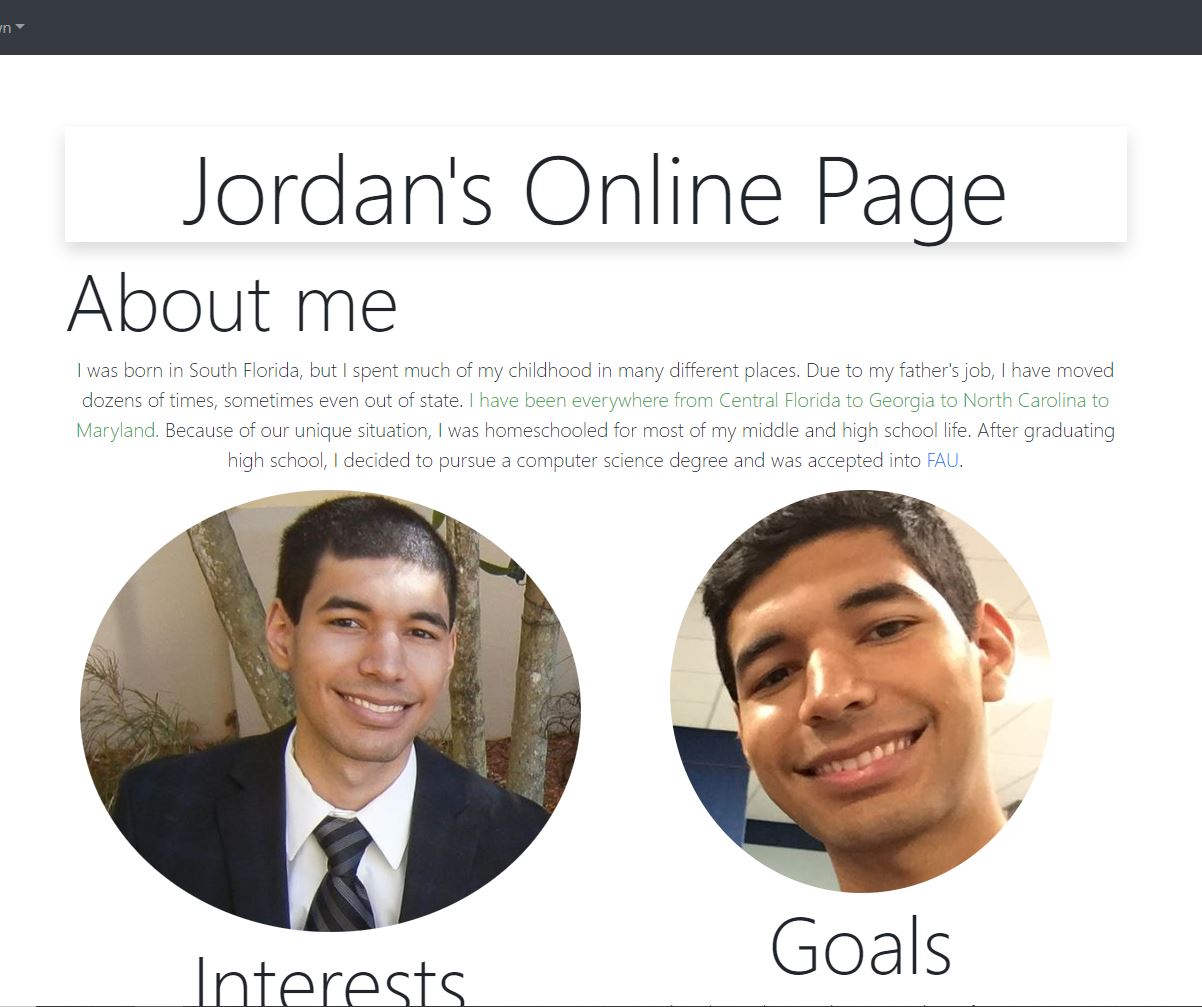 wn
Jordan's Online Page
About me
I was born in South Florida, but I spent much of my childhood in many different places. Due to my father's job, I have moved
dozens of times, sometimes even out of state. I have been everywhere from Central Florida to Georgia to North Carolina to
Maryland. Because of our unique situation, I was homeschooled for most of my middle and high school life. After graduating
high school, I decided to pursue a computer science degree and was accepted into FAU.
Goals
Interests